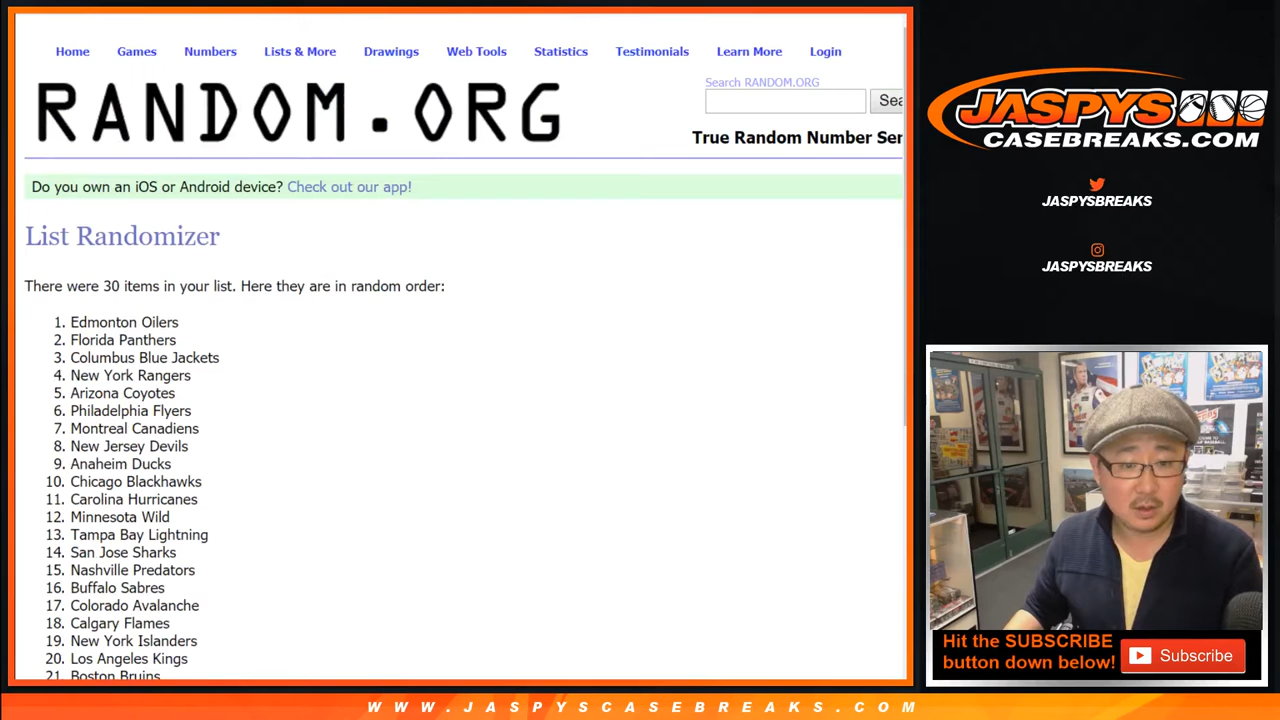 Home Games Numbers Lists & More Drawings Web Tools Statistics Testimonials Learn More Login
RANDOM.ORG
Search RANDOM.ORG
Sea
True Random Number Ser
Do you own an iOS or Android device? Check out our app!
List Randomizer
There were 30 items in your list. Here they are in random order:
1. Edmonton Oilers
2. Florida Panthers
3. Columbus Blue Jackets
4. New York Rangers
5. Arizona Coyotes
6. Philadelphia Flyers
7. Montreal Canadiens
8. New Jersey Devils
9. Anaheim Ducks
10. Chicago Blackhawks
11. Carolina Hurricanes
12. Minnesota Wild
13. Tampa Bay Lightning
14. San Jose Sharks
15. Nashville Predators
16. Buffalo Sabres
17. Colorado Avalanche
18. Calgary Flames
19. New York Islanders
20. Los Angeles Kings
21. Boston Bruins
JASPYS
CASEBREAKS.COM
JASPYSBREAKS
JASPYSBREAKS
Hit the SUBSCRIBE
button down below!
Subscribe
WWW.JASPYSCASEBREAKS.COM